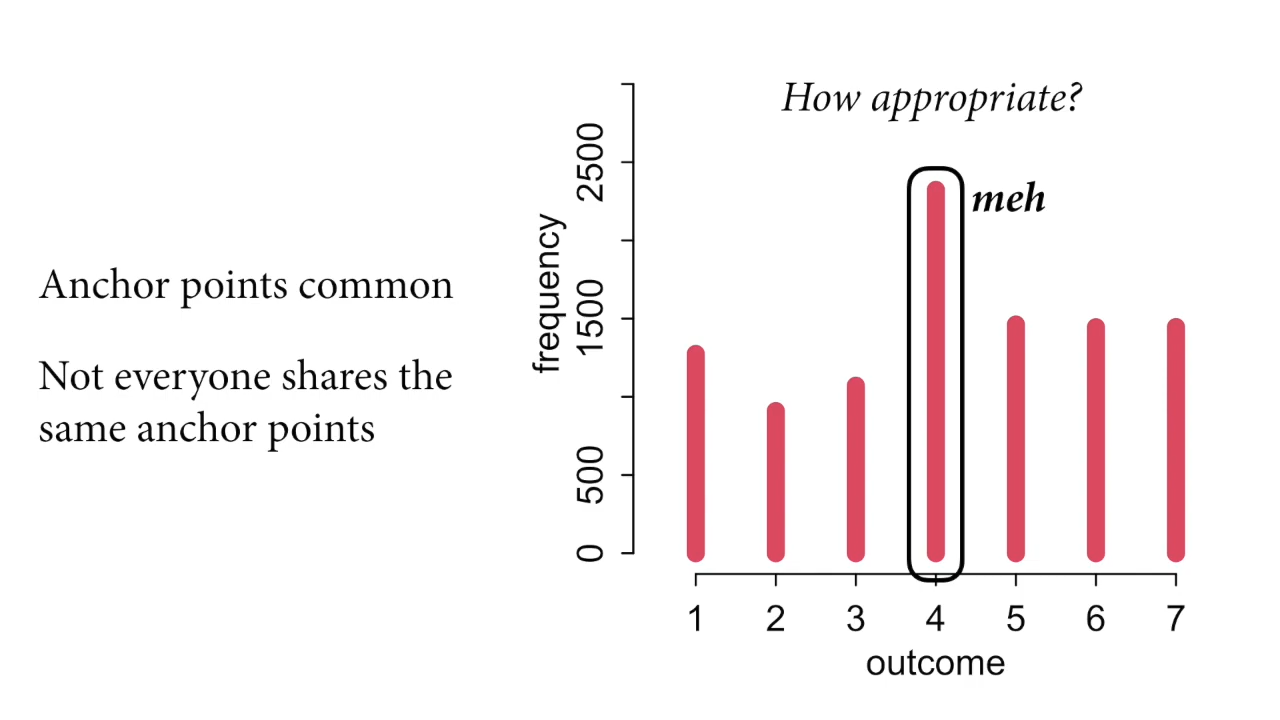 Anchor points common
Not everyone shares the
same anchor points
How appropriate?
meh
frequency
2500
1500
500
0
1 2 3 4 5 6 7
outcome